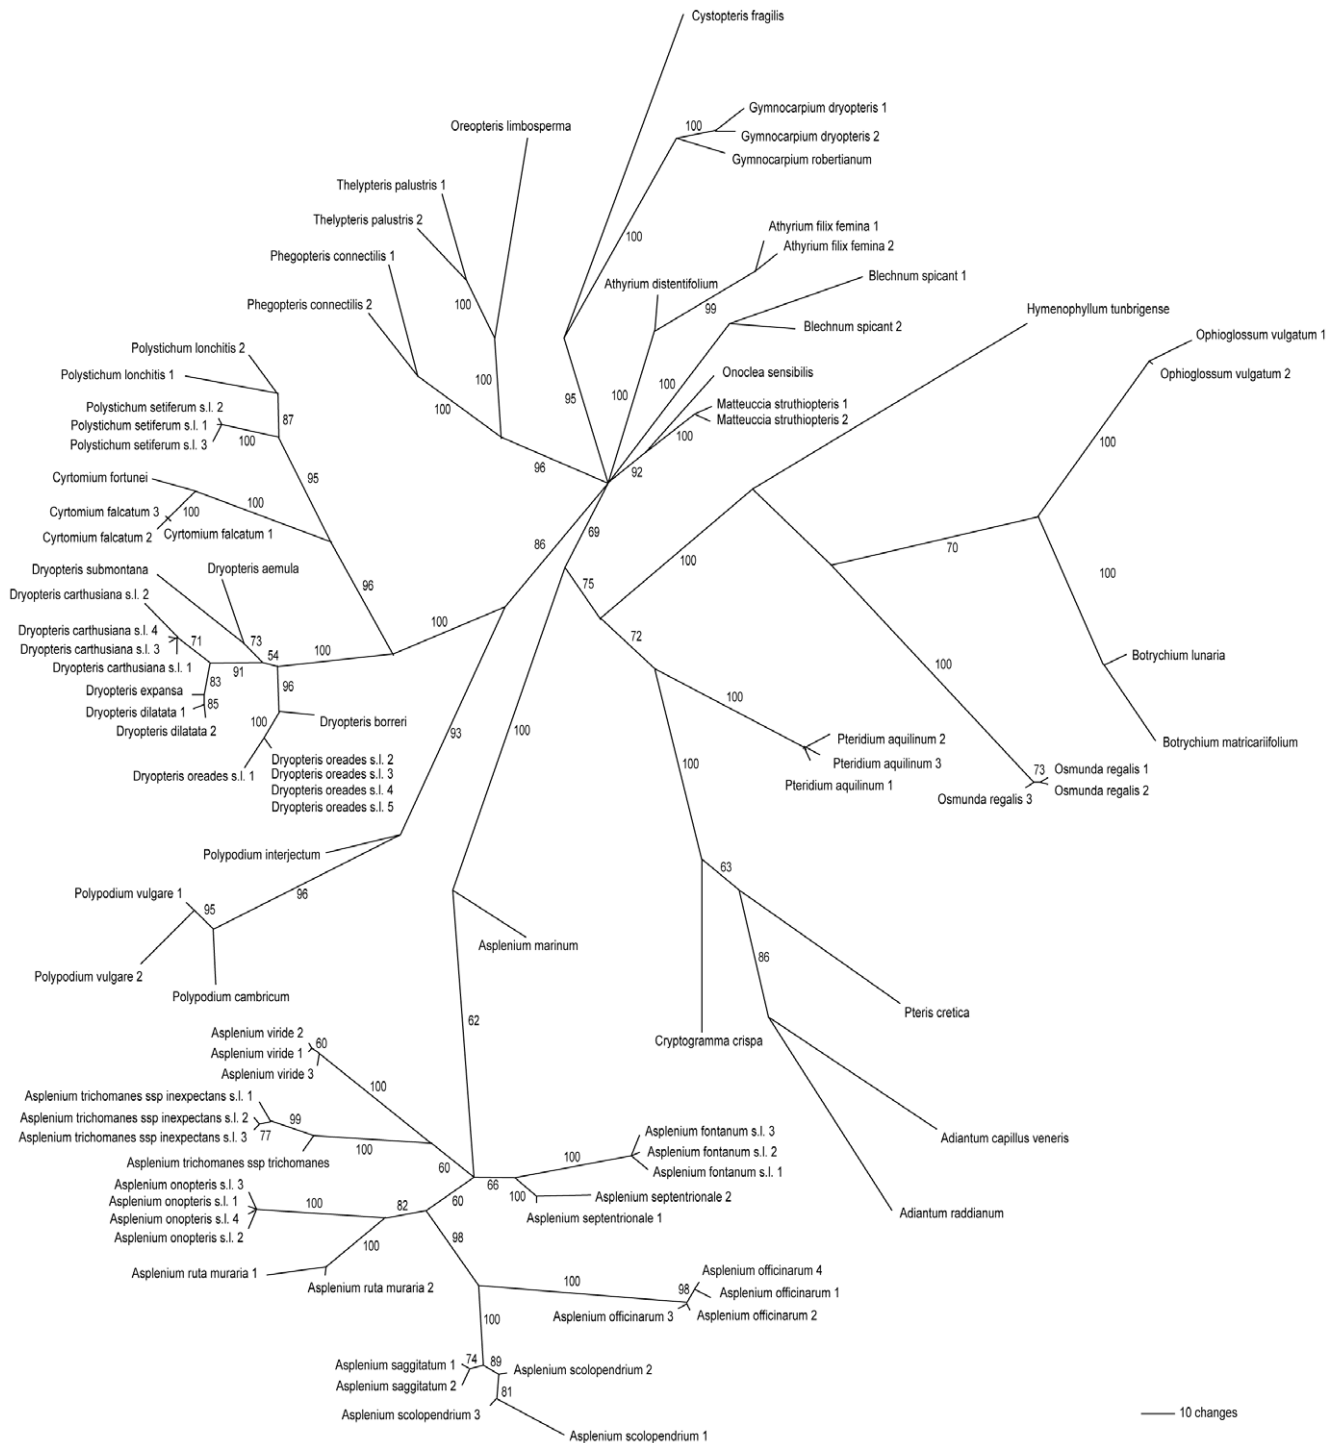 Cystopteris fragilis
Gymnocarpium dryopteris 1
100
Oreopteris limbosperma
Gymnocarpium dryopteris 2
Gymnocarpium robertianum
Thelypteris palustris 1
Thelypteris palustris 2
Athyrium filix femina 1
100
Athyrium filix femina 2
Phegopteris connectilis 1
Blechnum spicant 1
Athyrium distentifolium
Phegopteris connectilis 2
100
99
Hymenophyllum tunbrigense
Blechnum spicant 2
Ophioglossum vulgatum 1
Polystichum lonchitis 2
Onoclea sensibilis
Ophioglossum vulgatum 2
Polystichum lonchitis 1
100
100
100
95
Matteuccia struthiopteris 1
Polystichum setiferum s.l. 2
100
Matteuccia struthiopteris 2
87
Polystichum setiferum s.l. 1
100
100
Polystichum setiferum s.l. 3
100
100
96
92
Cyrtomium fortunei
95
100
Cyrtomium falcatum 3
100
Cyrtomium falcatum 2
Cyrtomium falcatum 1
69
86
70
Dryopteris submontana
Dryopteris aemula
100
100
Dryopteris carthusiana s.l. 2
96
75
Dryopteris carthusiana s.l. 4
71
73
100
72
Dryopteris carthusiana s.l. 3
100
54
Dryopteris carthusiana s.l. 1
91
100
Botrychium lunaria
83
96
Dryopteris expansa
100
85
Dryopteris dilatata 1
Dryopteris borreri
Dryopteris dilatata 2
100
93
100
Pteridium aquilinum 2
Botrychium matricariifolium
Dryopteris oreades s.l. 2
100
Pteridium aquilinum 3
73
Osmunda regalis 1
Dryopteris oreades s.l. 1
Dryopteris oreades s.l. 3
Pteridium aquilinum 1
Osmunda regalis 2
Dryopteris oreades s.l. 4
Osmunda regalis 3
Dryopteris oreades s.l. 5
Polypodium interjectum
63
Polypodium vulgare 1
96
95
Asplenium marinum
86
Polypodium vulgare 2
Polypodium cambricum
Pteris cretica
62
Asplenium viride 2
60
Cryptogramma crispa
Asplenium viride 1
Asplenium viride 3
100
Asplenium trichomanes ssp inexpectans s.l. 1
Asplenium trichomanes ssp inexpectans s.l. 2
99
Asplenium fontanum s.l. 3
Asplenium trichomanes ssp inexpectans s.l. 3
77
Adiantum capillus veneris
100
Asplenium fontanum s.l. 2
100
Asplenium trichomanes ssp trichomanes
60
Asplenium fontanum s.l. 1
Asplenium onopteris s.l. 3
66
100
Asplenium septentrionale 2
Asplenium onopteris s.l. 1
100
82
60
Asplenium septentrionale 1
Adiantum raddianum
Asplenium onopteris s.l. 4
Asplenium onopteris s.l. 2
98
100
Asplenium ruta muraria 1
Asplenium officinarum 4
Asplenium ruta muraria 2
100
98
Asplenium officinarum 1
Asplenium officinarum 3
Asplenium officinarum 2
100
74
89
Asplenium saggitatum 1
Asplenium scolopendrium 2
Asplenium saggitatum 2
81
Asplenium scolopendrium 3
10 changes
Asplenium scolopendrium 1